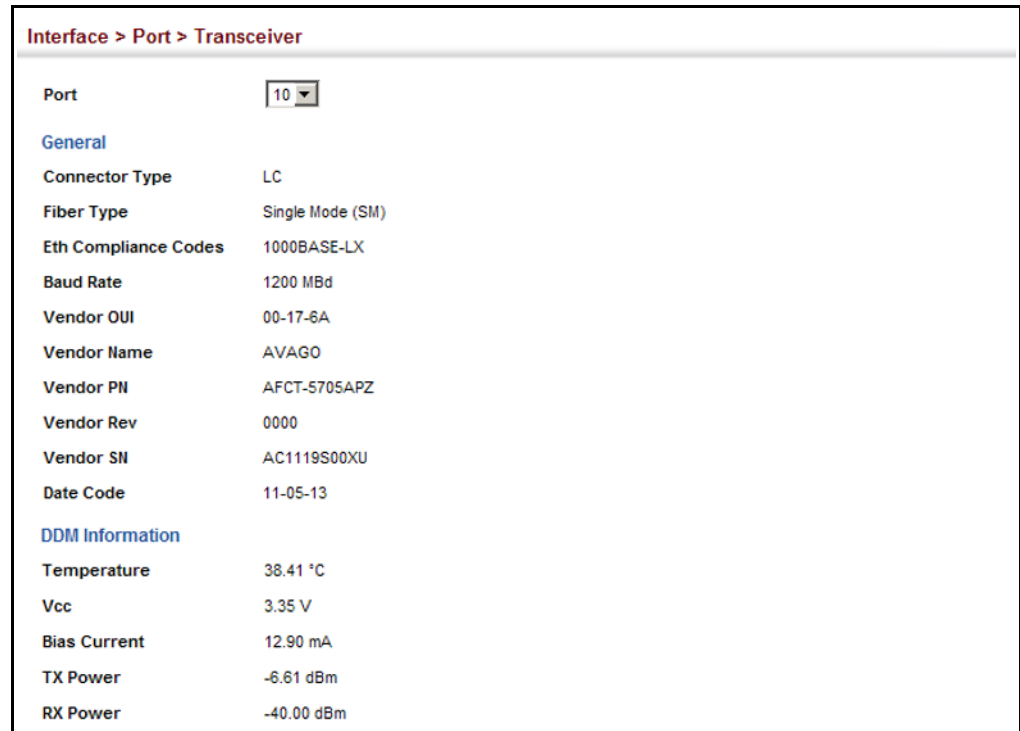 Interface > Port > Transceiver
Port 10
General
Connector Type LC
Fiber Type Single Mode (SM)
Eth Compliance Codes 1000BASE-LX
Baud Rate 1200 MBd
Vendor OUI 00-17-6A
Vendor Name AVAGO
Vendor PN AFCT-5705APZ
Vendor Rev 0000
Vendor SN AC1119S00XU
Date Code 11-05-13
DDM Information
Temperature 38.41 °C
Vcc 3.35 V
Bias Current 12.90 mA
TX Power -6.61 dBm
RX Power -40.00 dBm